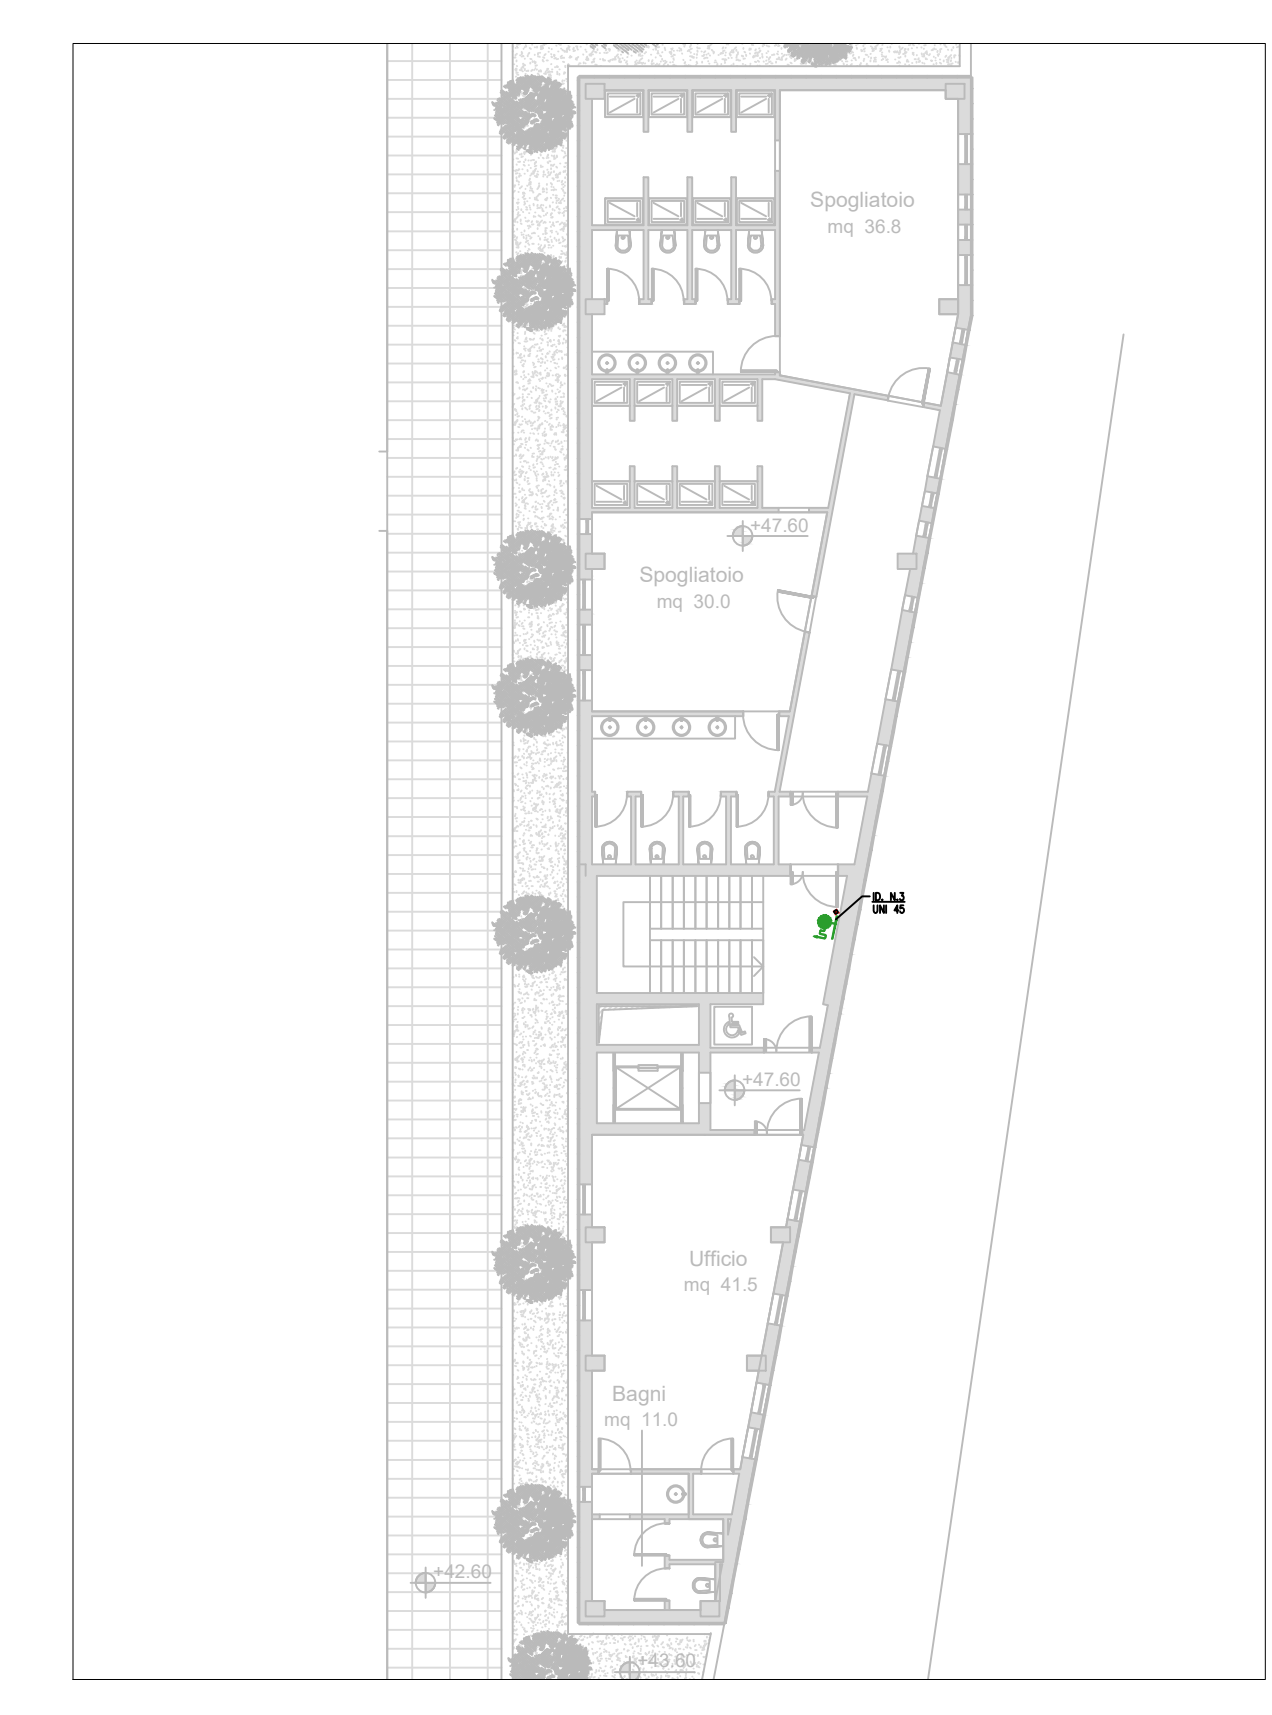 Spogliatoio
mq 36.8
+47.60
Spogliatoio
mq 30.0
ID. N.3
UNI 45
+47.60
Ufficio
mq 41.5
Bagni
mq 11.0
+42.60
+43.60